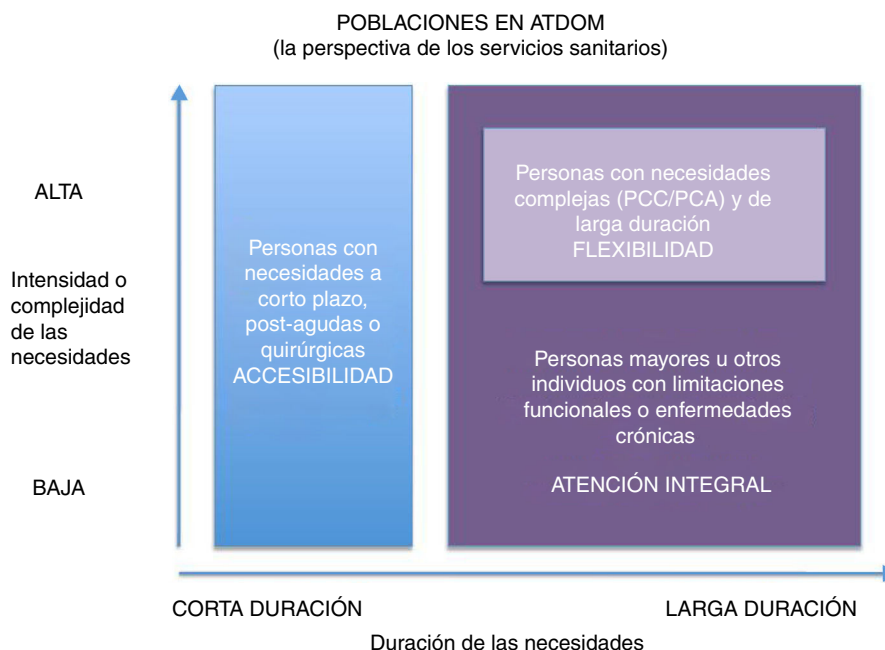 POBLACIONES EN ATDOM
(la perspectiva de los servicios sanitarios)
ALTA
Intensidad o
complejidad
de las
necesidades
BAJA
Personas con
necesidades a
corto plazo,
post-agudas o
quirúrgicas
ACCESIBILIDAD
Personas con necesidades
complejas (PCC/PCA) y de
larga duración
FLEXIBILIDAD
Personas mayores u otros
individuos con limitaciones
funcionales o enfermedades
crónicas
ATENCIÓN INTEGRAL
CORTA DURACIÓN
LARGA DURACIÓN
Duración de las necesidades